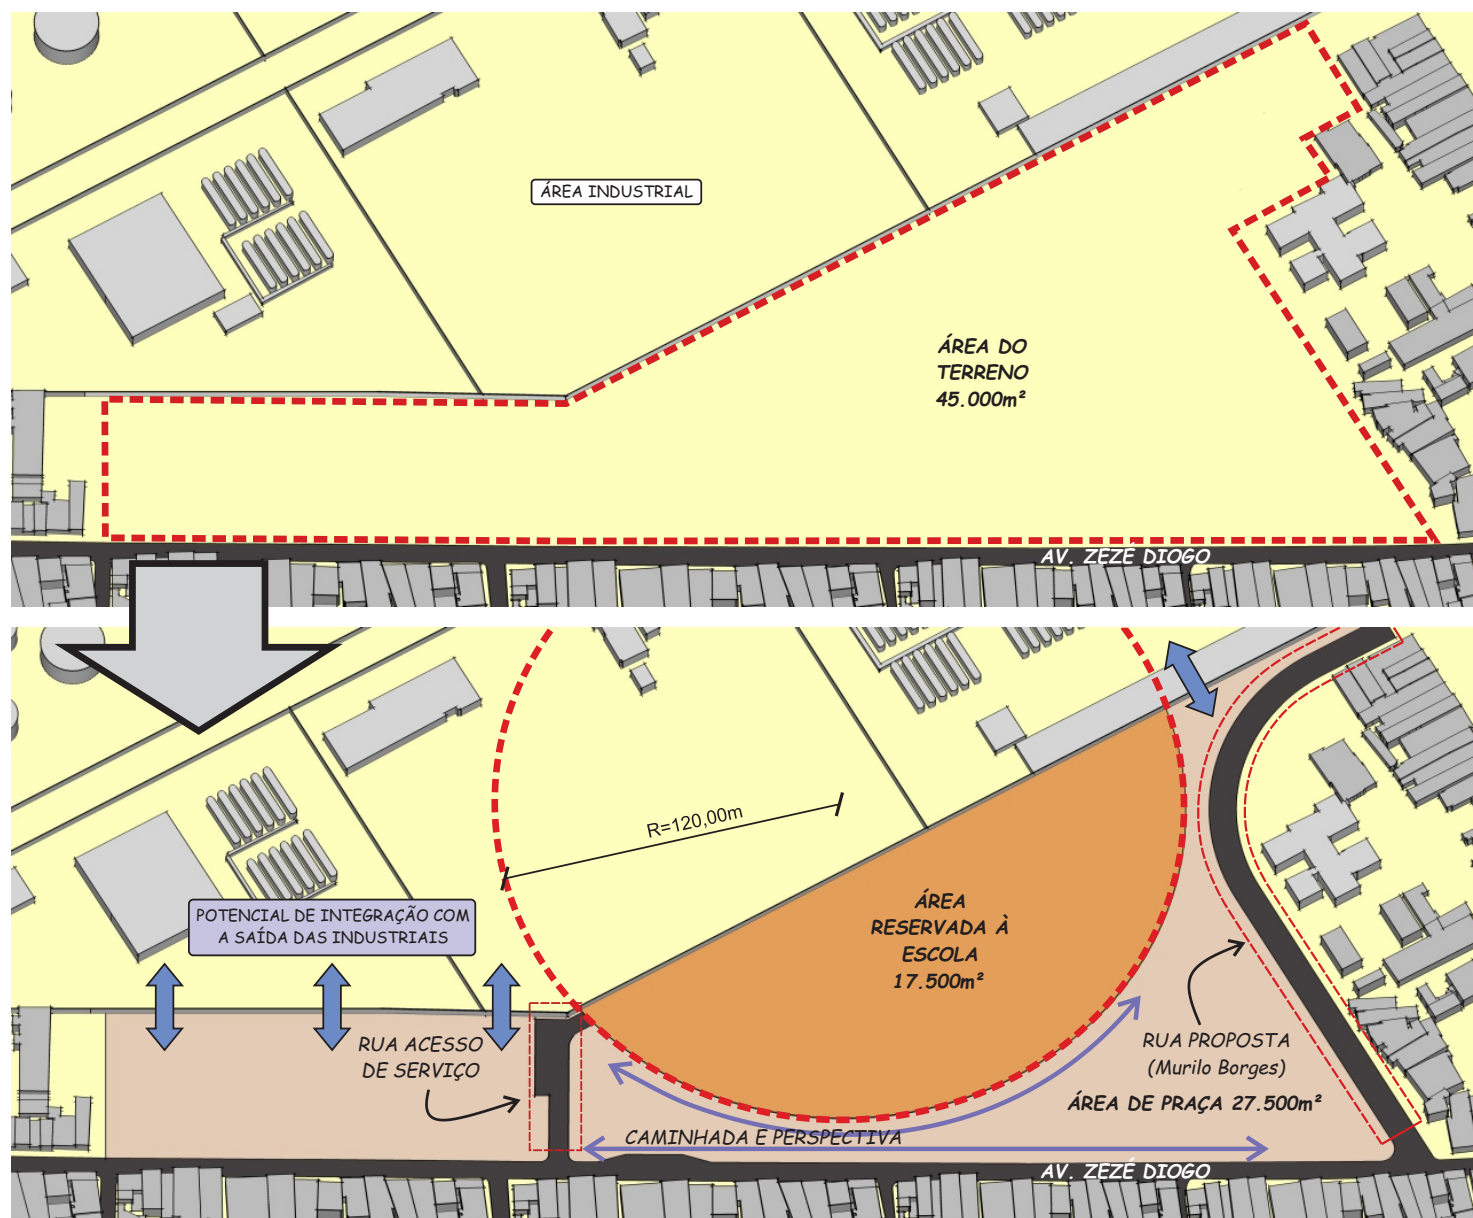 ÁREA INDUSTRIAL
ÁREA DO
TERRENO
45.000m²
AV. ZEZÉ DIOGO
R=120,00m
ÁREA
RESERVADA À
ESCOLA
17.500m²
POTENCIAL DE INTEGRAÇÃO COM
A SAÍDA DAS INDUSTRIAIS
RUA ACESSO
DE SERVIÇO
RUA PROPOSTA
(Murilo Borges)
ÁREA DE PRAÇA 27.500m²
CAMINHADA E PERSPECTIVA
AV. ZEZÉ DIOGO